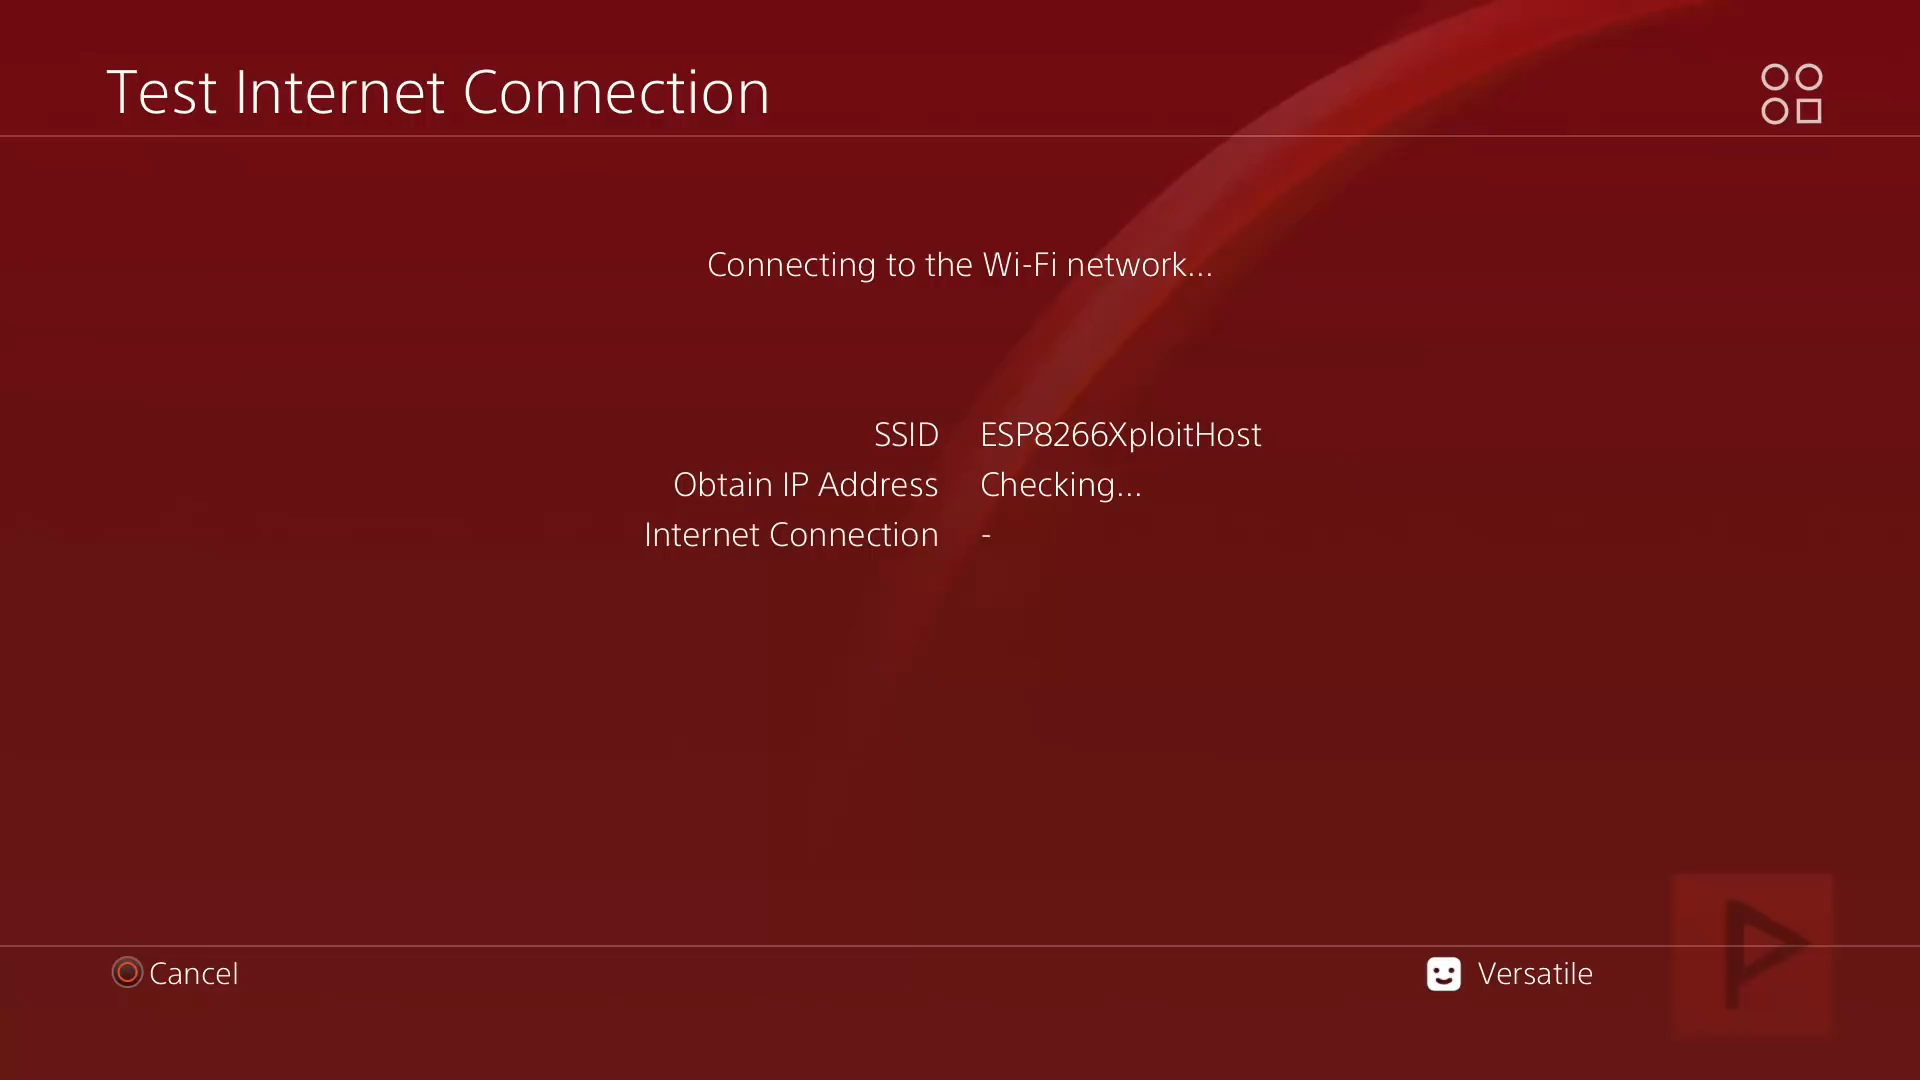 Test Internet Connection
Connecting to the Wi-Fi network...
SSID ESP8266XploitHost
Obtain IP Address Checking...
Internet Connection -
Cancel
Versatile